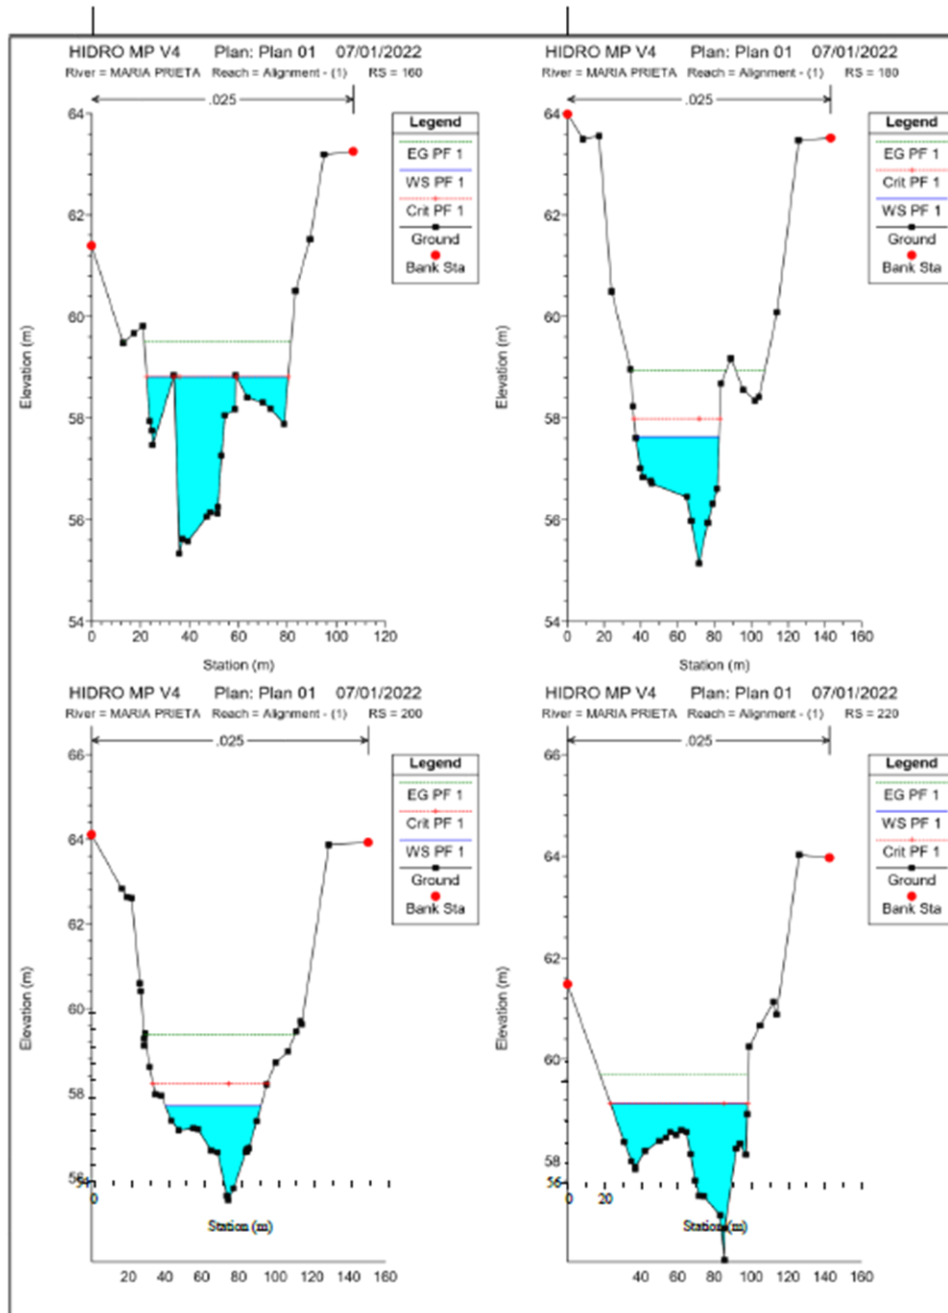 HIDRO MP V4 Plan: Plan 01 07/01/2022
River = MARIA PRIETA Reach = Alignment - (1) RS = 160
.025
Legend
EG PF 1
WS PF 1
Crit PF 1
Ground
Bank Sta
64
62
60
58
56
54
Elevation (m)
0 20 40 60 80 100 120
Station (m)
HIDRO MP V4 Plan: Plan 01 07/01/2022
River = MARIA PRIETA Reach = Alignment - (1) RS = 180
.025
Legend
EG PF 1
Crit PF 1
WS PF 1
Ground
Bank Sta
64
62
60
58
56
54
Elevation (m)
0 20 40 60 80 100 120 140 160
Station (m)
HIDRO MP V4 Plan: Plan 01 07/01/2022
River = MARIA PRIETA Reach = Alignment - (1) RS = 200
.025
Legend
EG PF 1
Crit PF 1
WS PF 1
Ground
Bank Sta
66
64
62
60
58
56
Elevation (m)
0
Station (m)
20 40 60 80 100 120 140 160
HIDRO MP V4 Plan: Plan 01 07/01/2022
River = MARIA PRIETA Reach = Alignment - (1) RS = 220
.025
Legend
EG PF 1
WS PF 1
Crit PF 1
Ground
Bank Sta
66
64
62
60
58
56
Elevation (m)
0 20
Station (m)
20 40 60 80 100 120 140 160